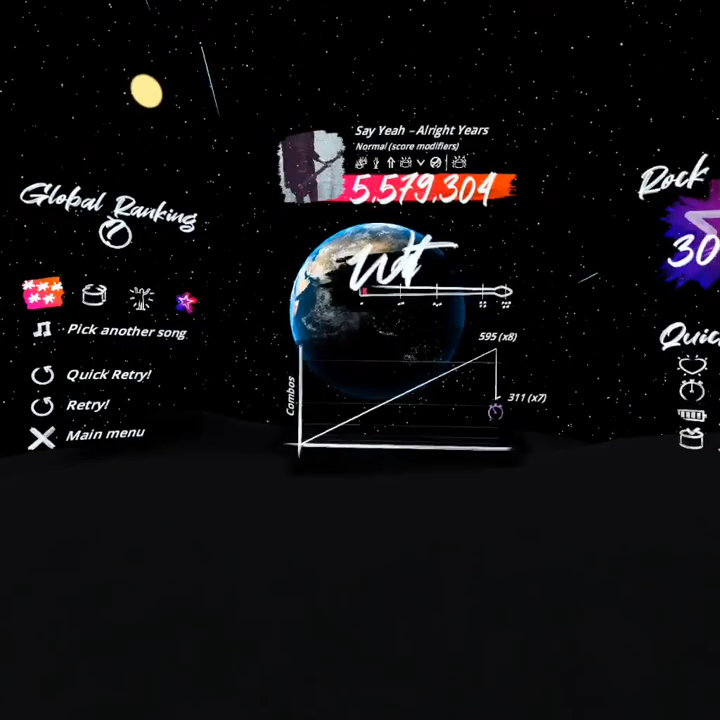 Say Yeah - Alright Years
Normal (score modifiers)
5.579.304
Global Ranking
Pick another song
Quick Retry!
Retry!
Main menu
Combos
595 (x8)
311 (x7)
Rock
30